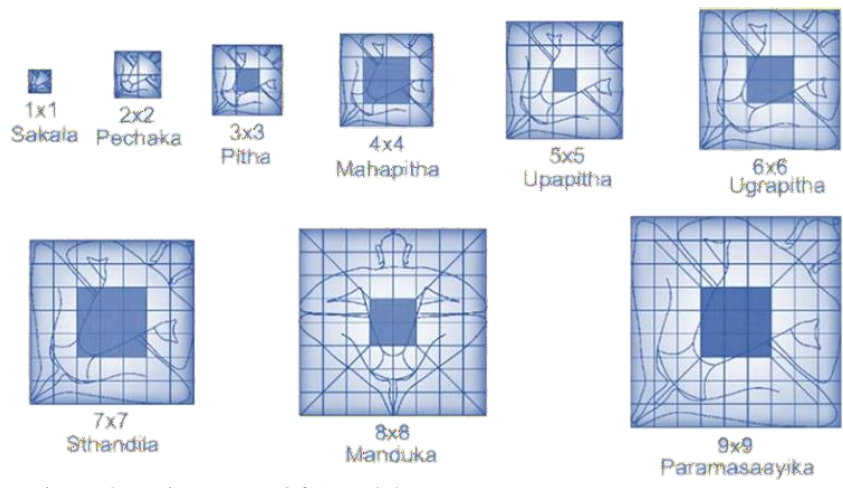 1x1
Sakala
2x2
Pechaka
3x3
Pitha
4x4
Mahapitha
5x5
Upapitha
6x6
Ugrapitha
7x7
Sthandila
8x8
Manduka
9x9
Paramasaayika